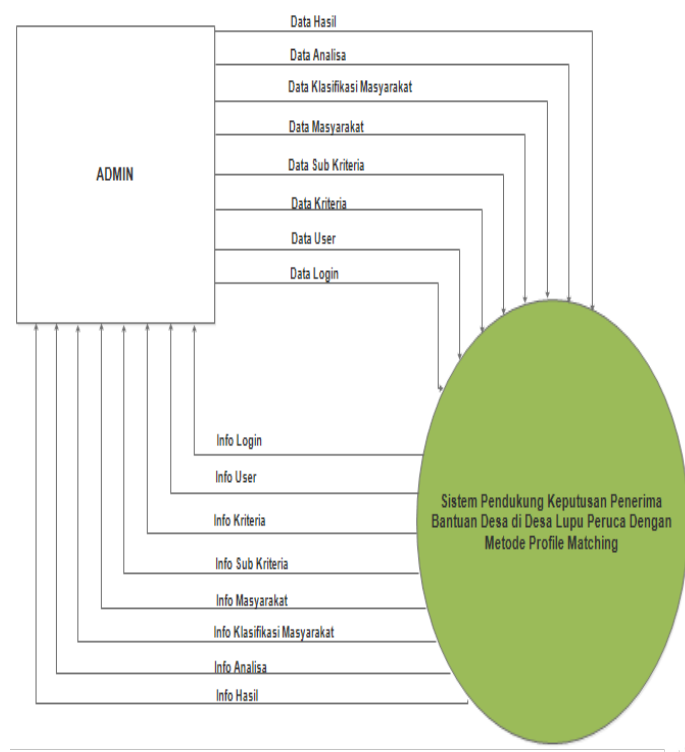 Data Hasil
Data Analisa
Data Klasifikasi Masyarakat
Data Masyarakat
Data Sub Kriteria
Data Kriteria
Data User
Data Login
ADMIN
Info Login
Info User
Info Kriteria
Info Sub Kriteria
Info Masyarakat
Info Klasifikasi Masyarakat
Info Analisa
Info Hasil
Sistem Pendukung Keputusan Penerima
Bantuan Desa di Desa Lupu Peruca Dengan
Metode Profile Matching